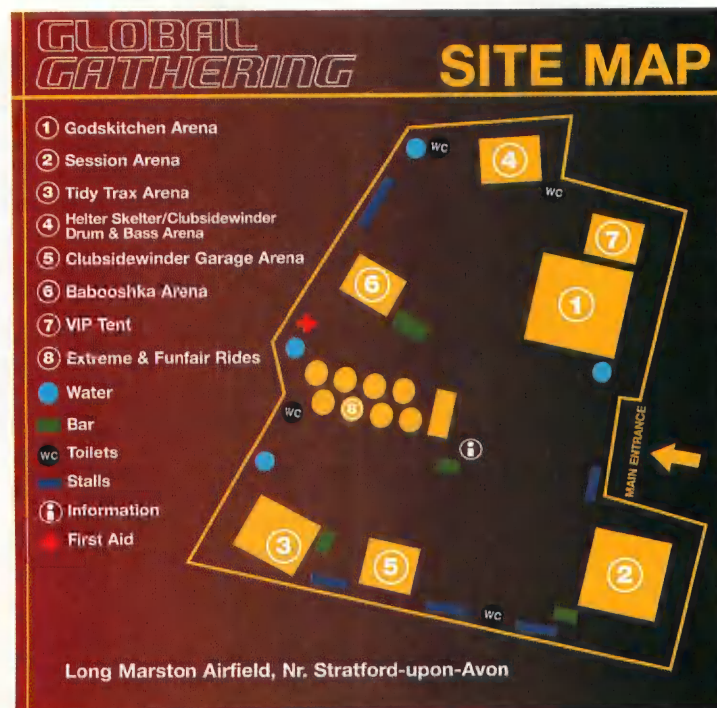 GLOBAL
GATHERING
SITE MAP
1 Godskitchen Arena
2 Session Arena
3 Tidy Trax Arena
4 Helter Skelter/Clubsidewinder
Drum & Bass Arena
5 Clubsidewinder Garage Arena
6 Babooshka Arena
7 VIP Tent
8 Extreme & Funfair Rides
Water
Bar
WC Toilets
Stalls
i Information
First Aid
WC
4
WC
7
6
1
8
WC
i
MAIN ENTRANCE
3
5
2
WC
Long Marston Airfield, Nr. Stratford-upon-Avon